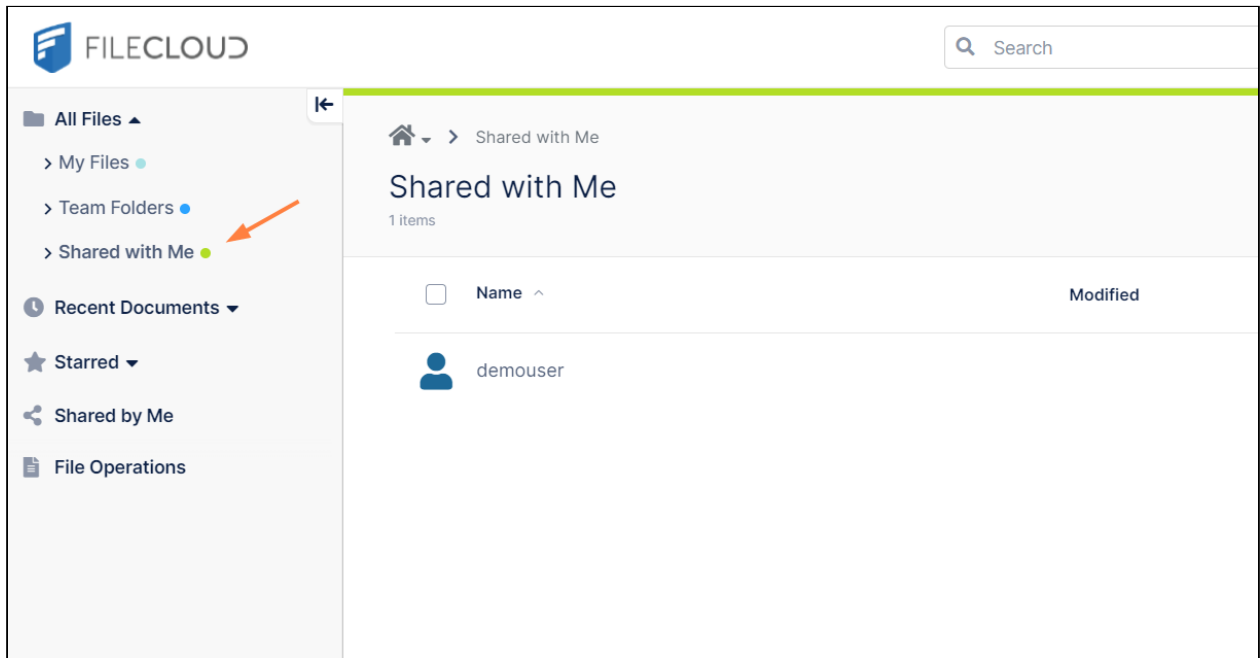 FILECLOUD
Search
All Files
My Files
Team Folders
Shared with Me
Recent Documents
Starred
Shared by Me
File Operations
Shared with Me
Shared with Me
1 items
Name
Modified
demouser